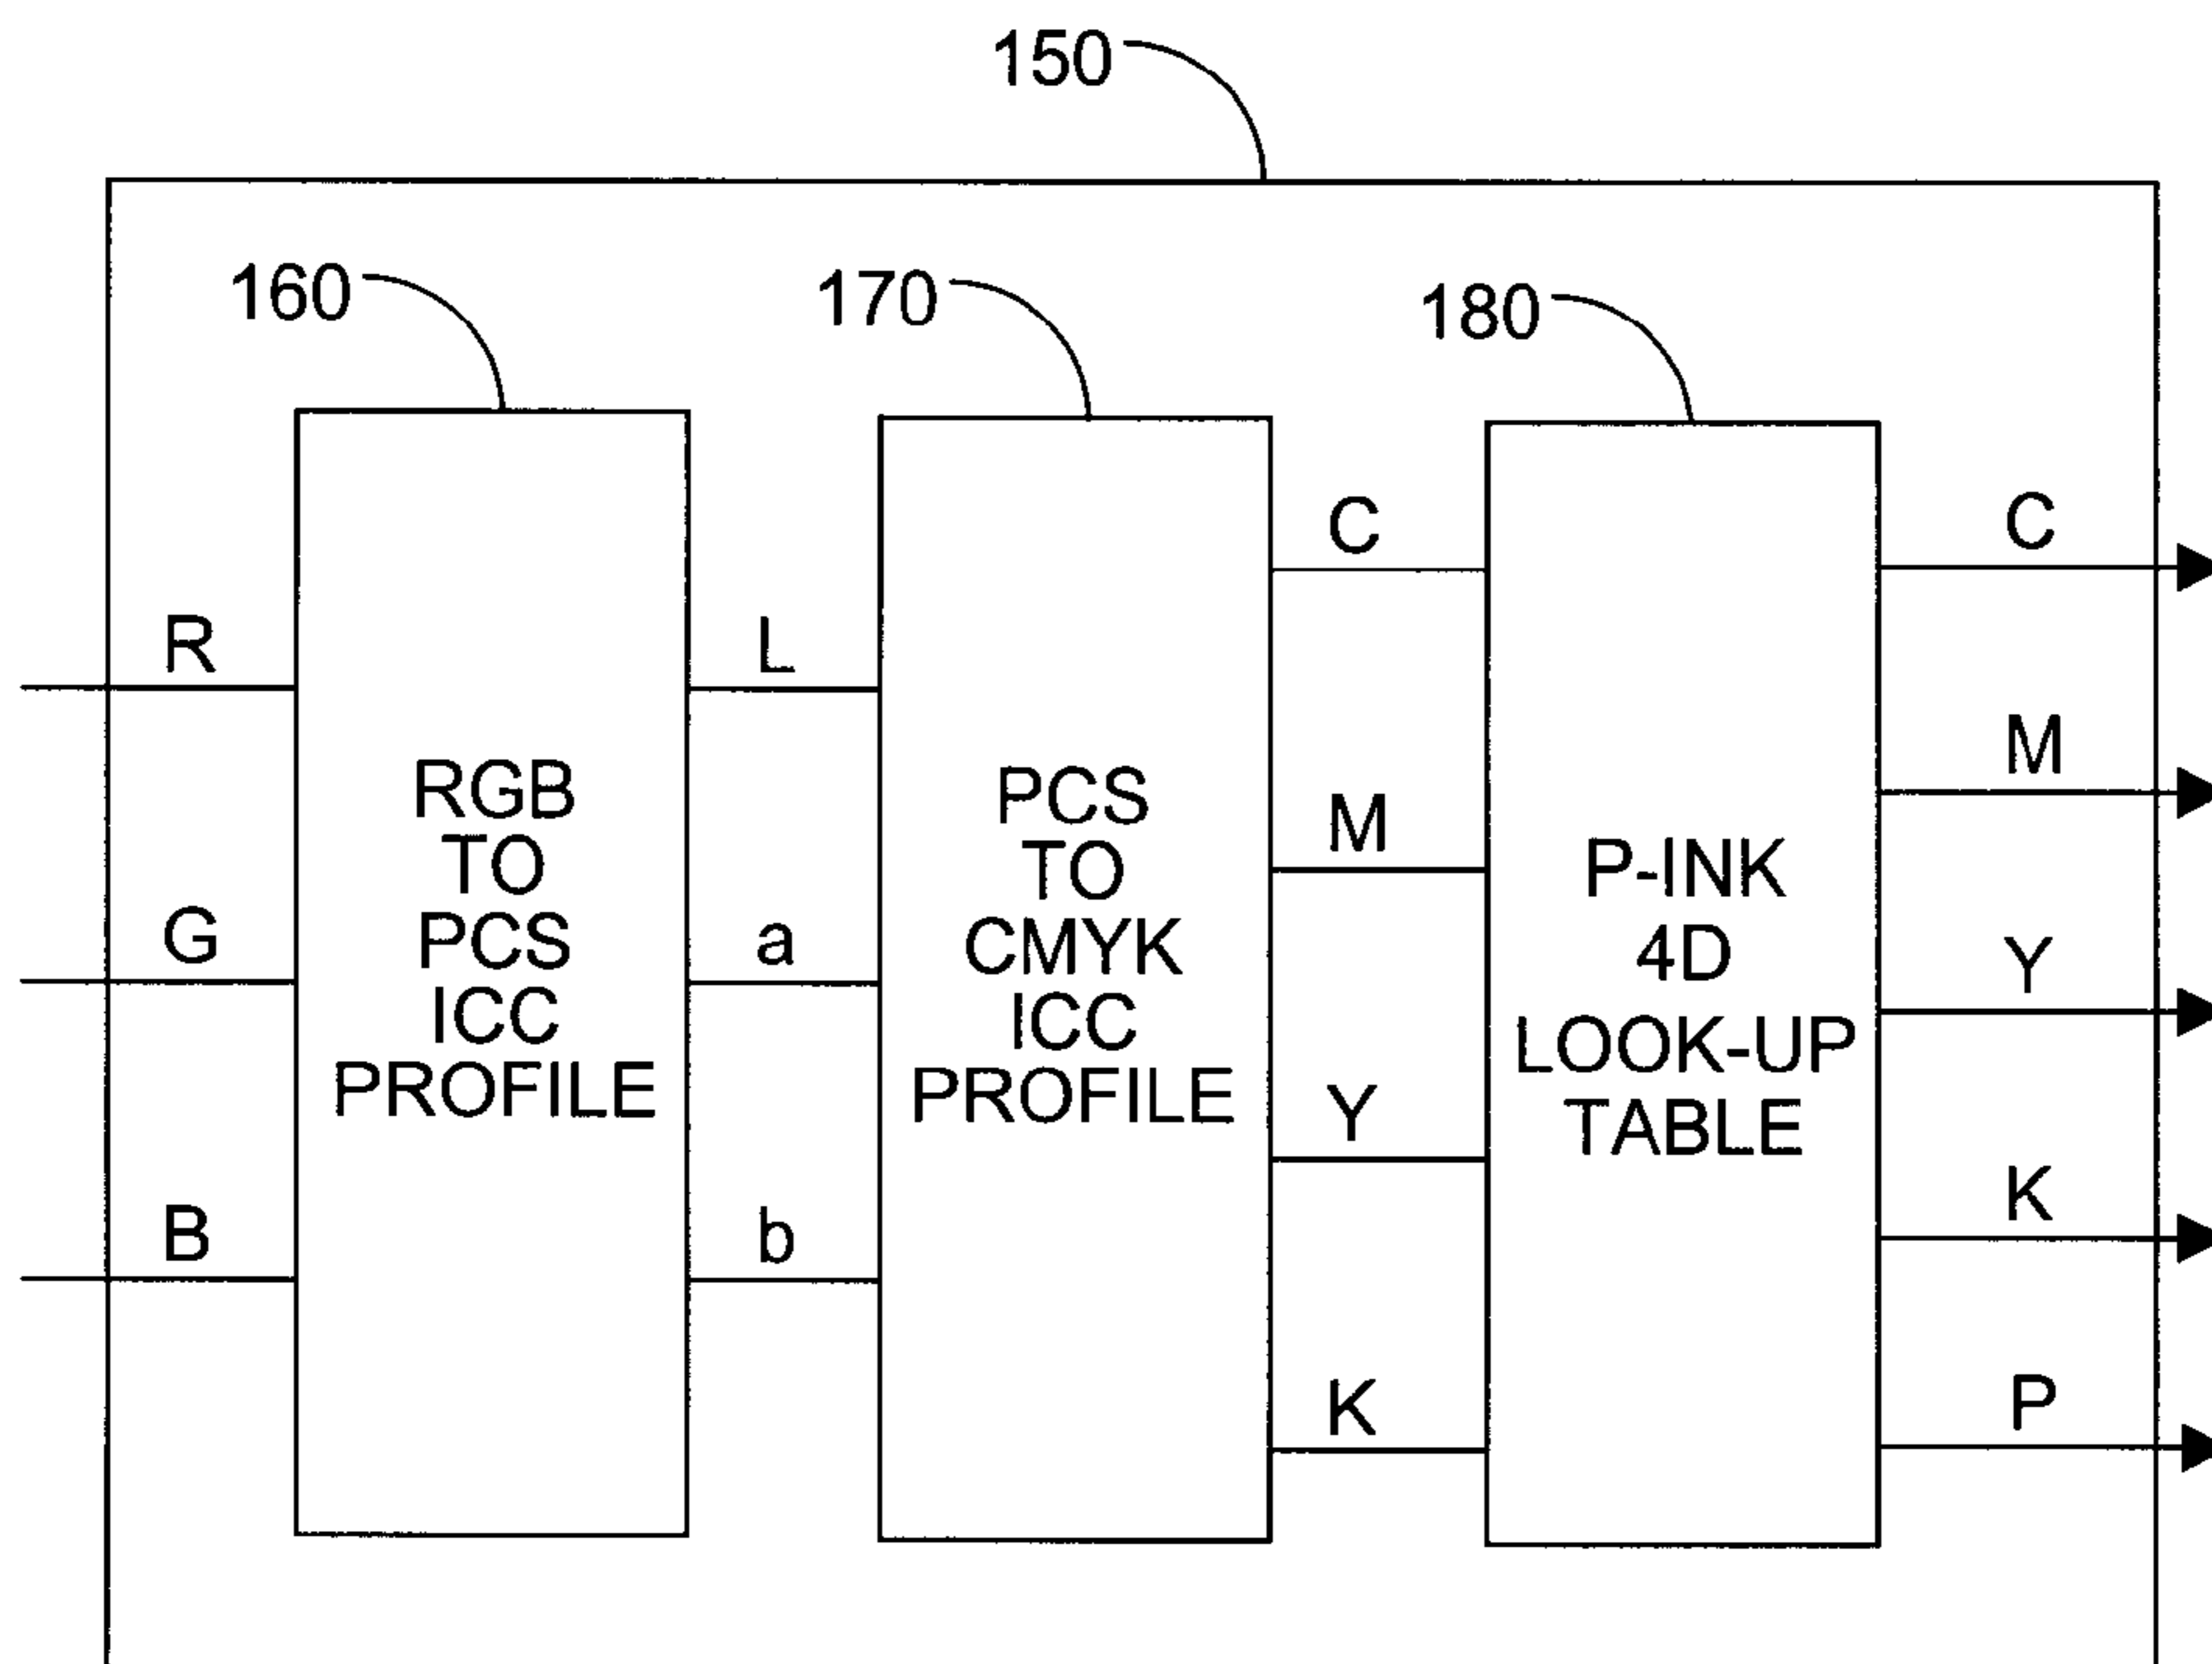 150
160
170
180
R
G
B
RGB
TO
PCS
ICC
PROFILE
L
a
b
PCS
TO
CMYK
ICC
PROFILE
C
M
Y
K
P-INK
4D
LOOK-UP
TABLE
C
M
Y
K
P